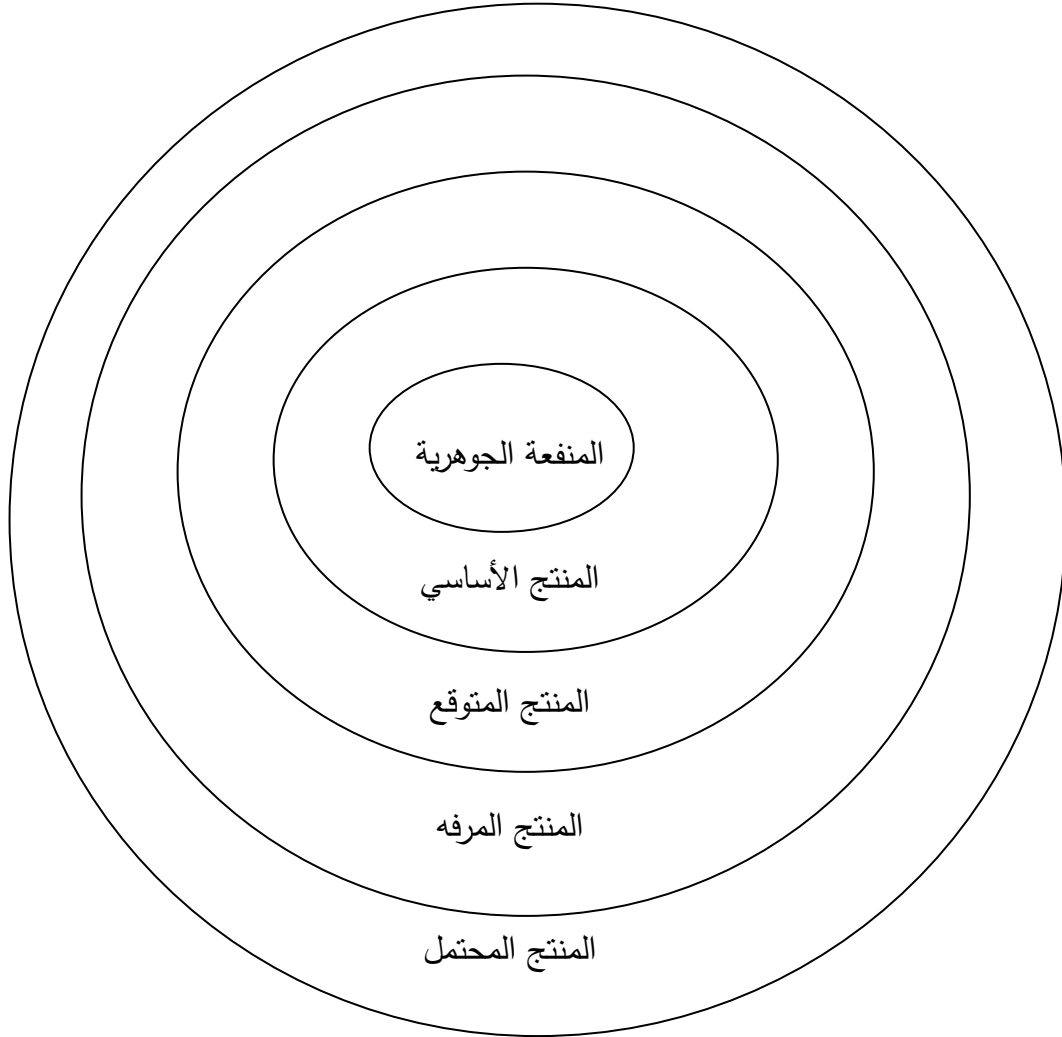 المنفعة الجوهرية
المنتج الأساسي
المنتج المتوقع
المنتج المرفه
المنتج المحتمل